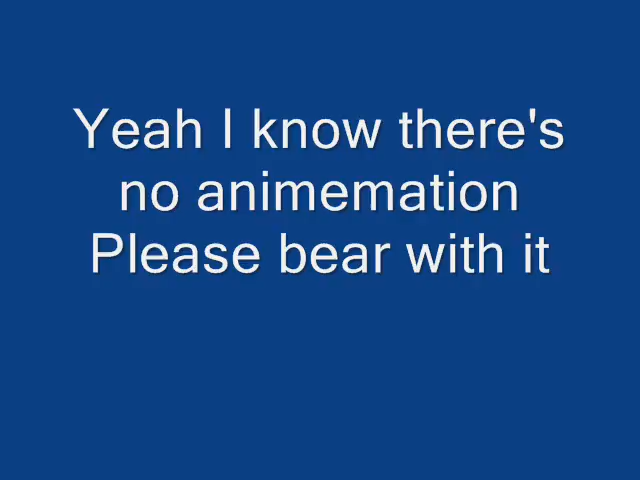 Yeah I know there's
no animemation
Please bear with it